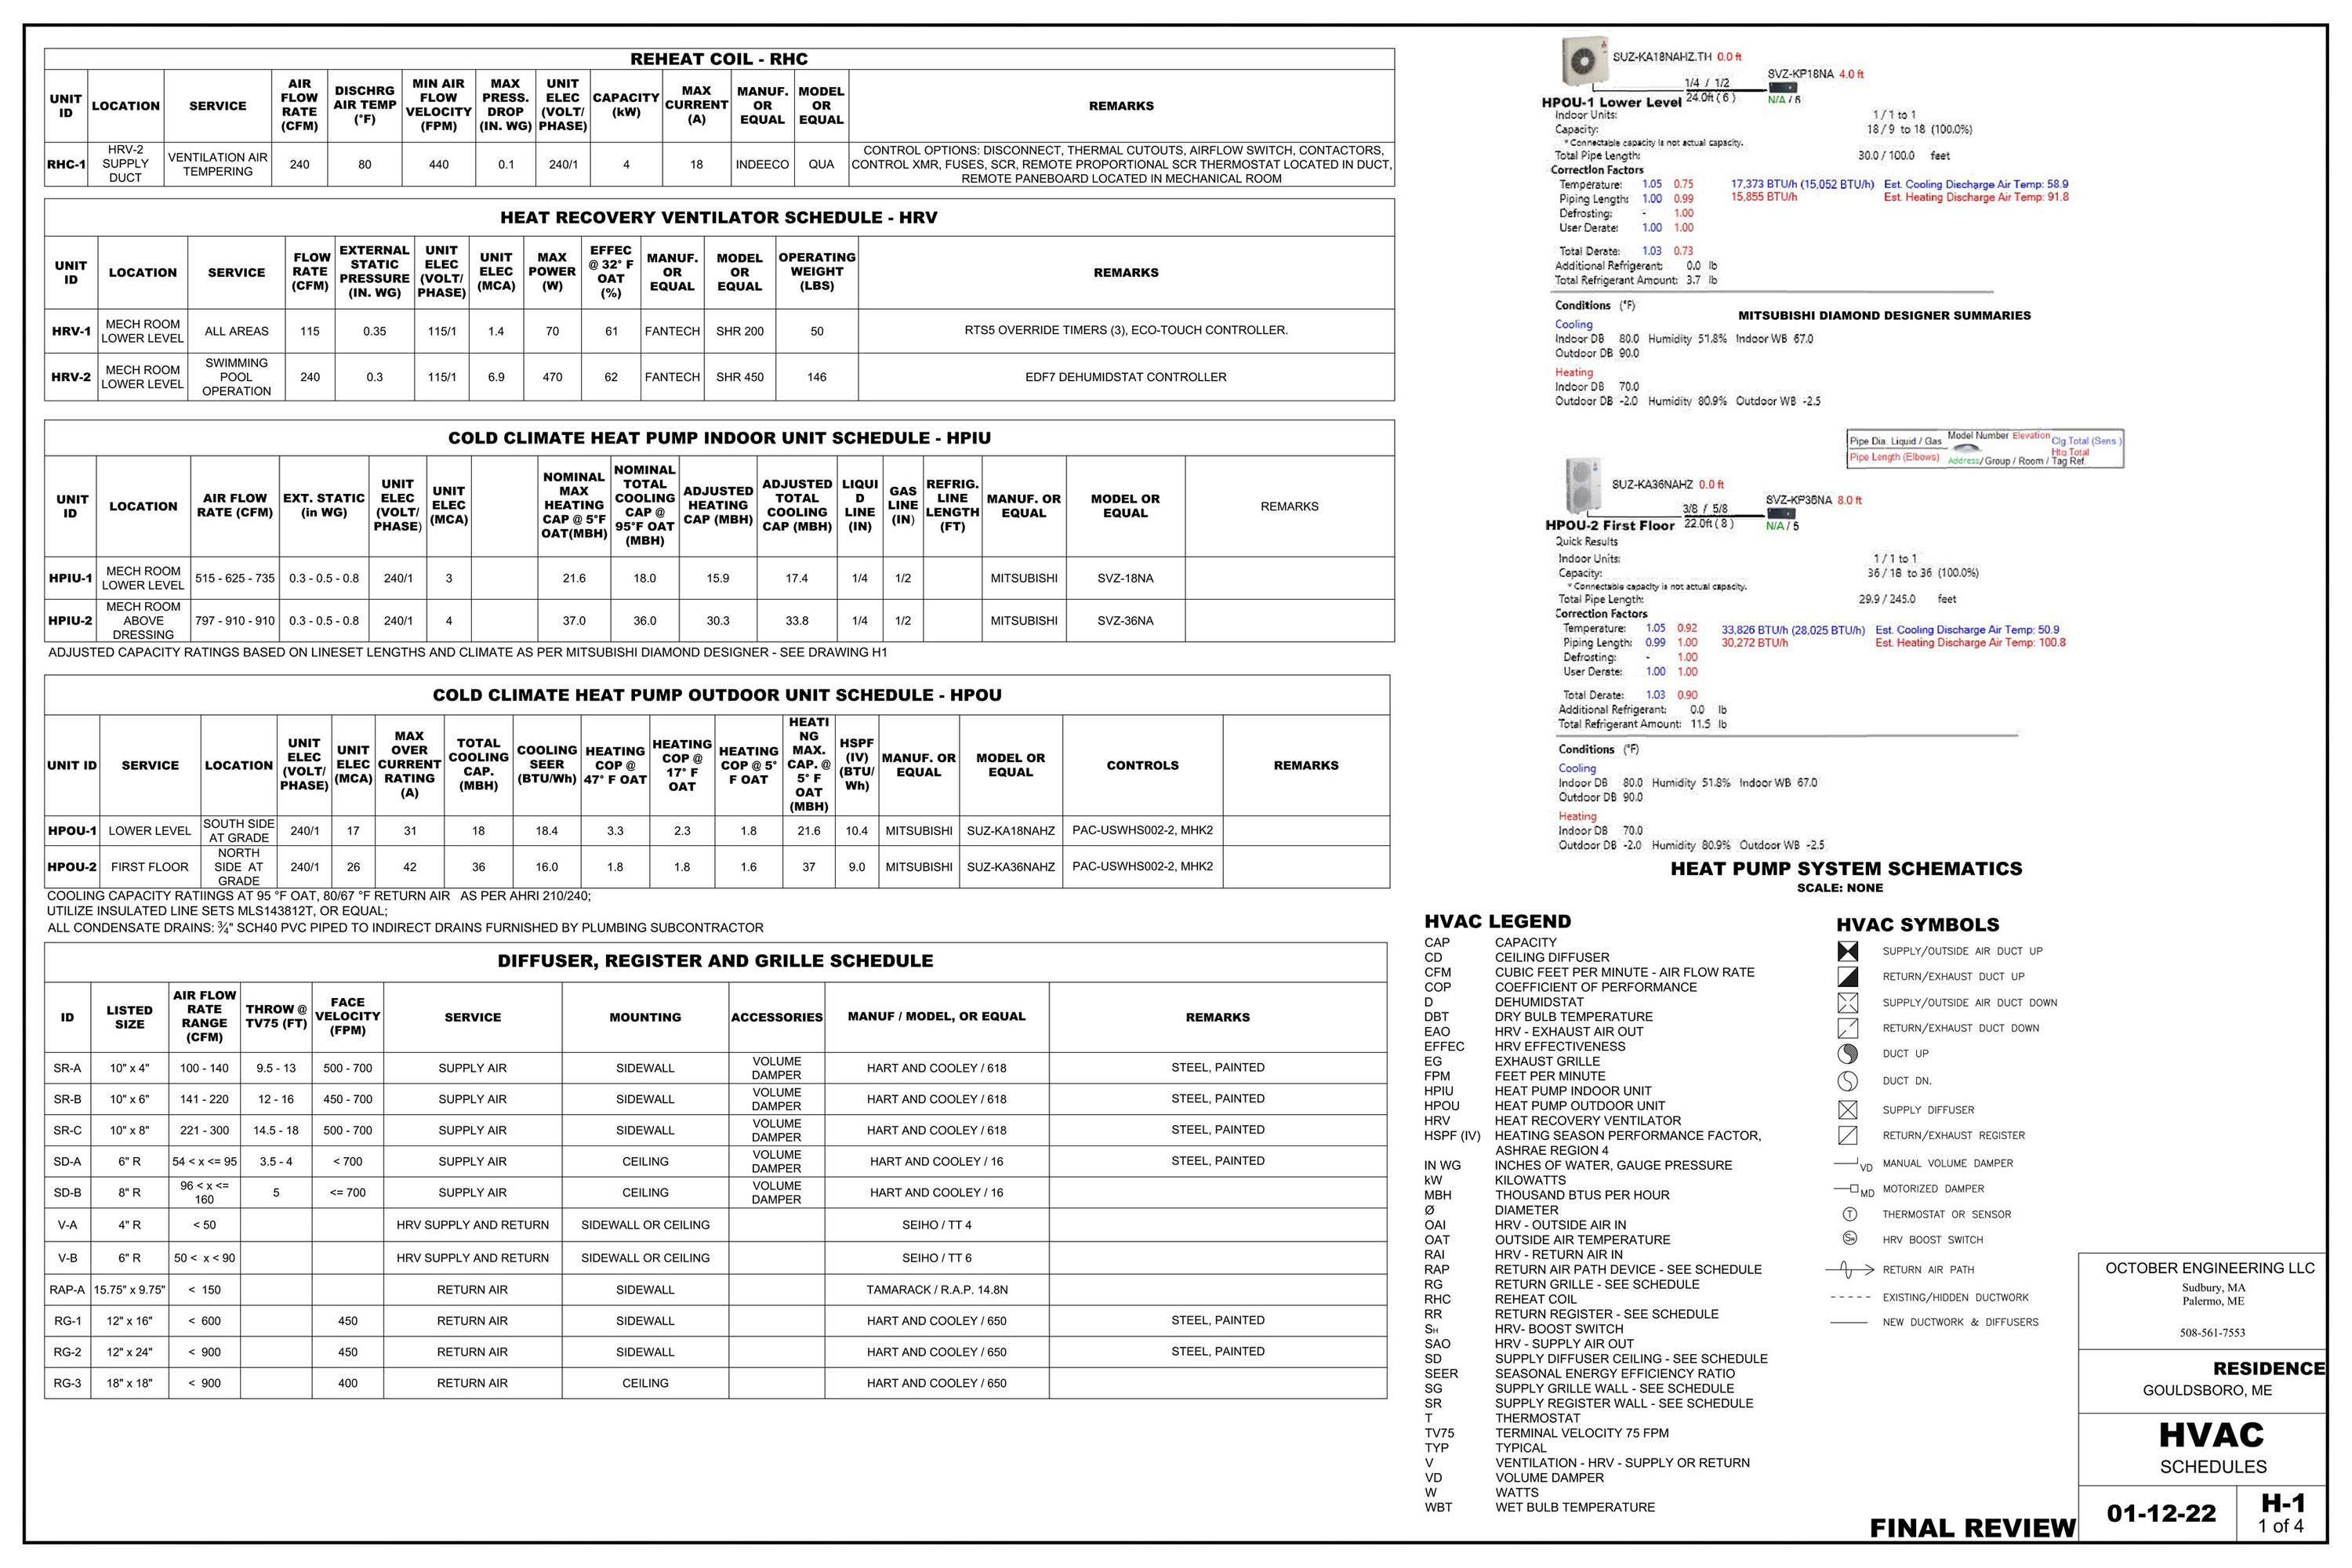 REHEAT COIL - RHC
UNIT ID LOCATION SERVICE AIR FLOW RATE (CFM) DISCHRG AIR TEMP (°F) MIN AIR FLOW VELOCITY (FPM) MAX PRESS. DROP (IN. WG) UNIT ELEC (VOLT/ PHASE) CAPACITY (kW) MAX CURRENT (A) MANUF. OR EQUAL MODEL OR EQUAL REMARKS
RHC-1 HRV-2 SUPPLY DUCT VENTILATION AIR TEMPERING 240 80 440 0.1 240/1 4 18 INDEECO QUA CONTROL OPTIONS: DISCONNECT, THERMAL CUTOUTS, AIRFLOW SWITCH, CONTACTORS, CONTROL XMR, FUSES, SCR, REMOTE PROPORTIONAL SCR THERMOSTAT LOCATED IN DUCT, REMOTE PANEBOARD LOCATED IN MECHANICAL ROOM
HEAT RECOVERY VENTILATOR SCHEDULE - HRV
UNIT ID LOCATION SERVICE FLOW RATE (CFM) EXTERNAL STATIC PRESSURE (IN. WG) UNIT ELEC (VOLT/ PHASE) UNIT ELEC (MCA) MAX POWER (W) EFFEC @ 32° F OAT (%) MANUF. OR EQUAL MODEL OR EQUAL OPERATING WEIGHT (LBS) REMARKS
HRV-1 MECH ROOM LOWER LEVEL ALL AREAS 115 0.35 115/1 1.4 70 61 FANTECH SHR 200 50 RTS5 OVERRIDE TIMERS (3), ECO-TOUCH CONTROLLER.
HRV-2 MECH ROOM LOWER LEVEL SWIMMING POOL OPERATION 240 0.3 115/1 6.9 470 62 FANTECH SHR 450 146 EDF7 DEHUMIDSTAT CONTROLLER
COLD CLIMATE HEAT PUMP INDOOR UNIT SCHEDULE - HPIU
UNIT ID LOCATION AIR FLOW RATE (CFM) EXT. STATIC (in WG) UNIT ELEC (VOLT/ PHASE) UNIT ELEC (MCA) NOMINAL MAX HEATING CAP @ 5°F OAT(MBH) NOMINAL TOTAL COOLING CAP @ 95°F OAT (MBH) ADJUSTED HEATING CAP (MBH) ADJUSTED TOTAL COOLING CAP (MBH) LIQUI D LINE (IN) GAS LINE (IN) REFRIG. LINE LENGTH (FT) MANUF. OR EQUAL MODEL OR EQUAL REMARKS
HPIU-1 MECH ROOM LOWER LEVEL 515 - 625 - 735 0.3 - 0.5 - 0.8 240/1 3 21.6 18.0 15.9 17.4 1/4 1/2 MITSUBISHI SVZ-18NA
HPIU-2 MECH ROOM ABOVE DRESSING 797 - 910 - 910 0.3 - 0.5 - 0.8 240/1 4 37.0 36.0 30.3 33.8 1/4 1/2 MITSUBISHI SVZ-36NA
ADJUSTED CAPACITY RATINGS BASED ON LINESET LENGTHS AND CLIMATE AS PER MITSUBISHI DIAMOND DESIGNER - SEE DRAWING H1
COLD CLIMATE HEAT PUMP OUTDOOR UNIT SCHEDULE - HPOU
UNIT ID SERVICE LOCATION UNIT ELEC (VOLT/ PHASE) UNIT ELEC (MCA) MAX OVER CURRENT RATING (A) TOTAL COOLING CAP. (MBH) COOLING SEER (BTU/Wh) HEATING COP @ 47° F OAT HEATING COP @ 17° F OAT HEATING COP @ 5° F OAT HEATI NG MAX. CAP. @ 5° F OAT (MBH) HSPF (IV) (BTU/ Wh) MANUF. OR EQUAL MODEL OR EQUAL CONTROLS REMARKS
HPOU-1 LOWER LEVEL SOUTH SIDE AT GRADE 240/1 17 31 18 18.4 3.3 2.3 1.8 21.6 10.4 MITSUBISHI SUZ-KA18NAHZ PAC-USWHS002-2, MHK2
HPOU-2 FIRST FLOOR NORTH SIDE AT GRADE 240/1 26 42 36 16.0 1.8 1.8 1.6 37 9.0 MITSUBISHI SUZ-KA36NAHZ PAC-USWHS002-2, MHK2
COOLING CAPACITY RATIINGS AT 95 °F OAT, 80/67 °F RETURN AIR AS PER AHRI 210/240;
UTILIZE INSULATED LINE SETS MLS143812T, OR EQUAL;
ALL CONDENSATE DRAINS: ¾" SCH40 PVC PIPED TO INDIRECT DRAINS FURNISHED BY PLUMBING SUBCONTRACTOR
DIFFUSER, REGISTER AND GRILLE SCHEDULE
ID LISTED SIZE AIR FLOW RATE RANGE (CFM) THROW @ TV75 (FT) FACE VELOCITY (FPM) SERVICE MOUNTING ACCESSORIES MANUF / MODEL, OR EQUAL REMARKS
SR-A 10" x 4" 100 - 140 9.5 - 13 500 - 700 SUPPLY AIR SIDEWALL VOLUME DAMPER HART AND COOLEY / 618 STEEL, PAINTED
SR-B 10" x 6" 141 - 220 12 - 16 450 - 700 SUPPLY AIR SIDEWALL VOLUME DAMPER HART AND COOLEY / 618 STEEL, PAINTED
SR-C 10" x 8" 221 - 300 14.5 - 18 500 - 700 SUPPLY AIR SIDEWALL VOLUME DAMPER HART AND COOLEY / 618 STEEL, PAINTED
SD-A 6" R 54 < x <= 95 3.5 - 4 < 700 SUPPLY AIR CEILING VOLUME DAMPER HART AND COOLEY / 16 STEEL, PAINTED
SD-B 8" R 96 < x <= 160 5 <= 700 SUPPLY AIR CEILING VOLUME DAMPER HART AND COOLEY / 16
V-A 4" R < 50 HRV SUPPLY AND RETURN SIDEWALL OR CEILING SEIHO / TT 4
V-B 6" R 50 < x < 90 HRV SUPPLY AND RETURN SIDEWALL OR CEILING SEIHO / TT 6
RAP-A 15.75" x 9.75" < 150 RETURN AIR SIDEWALL TAMARACK / R.A.P. 14.8N
RG-1 12" x 16" < 600 450 RETURN AIR SIDEWALL HART AND COOLEY / 650 STEEL, PAINTED
RG-2 12" x 24" < 900 450 RETURN AIR SIDEWALL HART AND COOLEY / 650 STEEL, PAINTED
RG-3 18" x 18" < 900 400 RETURN AIR CEILING HART AND COOLEY / 650
SUZ-KA18NAHZ.TH 0.0 ft
SVZ-KP18NA 4.0 ft
1/4 / 1/2
HPOU-1 Lower Level 24.0ft ( 6 ) N/A / 6
Indoor Units: 1 / 1 to 1
Capacity: 18 / 9 to 18 (100.0%)
* Connectable capacity is not actual capacity.
Total Pipe Length: 30.0 / 100.0 feet
Correction Factors
Temperature: 1.05 0.75 17,373 BTU/h (15,052 BTU/h) Est. Cooling Discharge Air Temp: 58.9
Piping Length: 1.00 0.99 15,855 BTU/h Est. Heating Discharge Air Temp: 91.8
Defrosting: - 1.00
User Derate: 1.00 1.00
Total Derate: 1.03 0.73
Additional Refrigerant: 0.0 lb
Total Refrigerant Amount: 3.7 lb
Conditions (°F)
MITSUBISHI DIAMOND DESIGNER SUMMARIES
Cooling
Indoor DB 80.0 Humidity 51.8% Indoor WB 67.0
Outdoor DB 90.0
Heating
Indoor DB 70.0
Outdoor DB -2.0 Humidity 80.9% Outdoor WB -2.5
Pipe Dia. Liquid / Gas Model Number Elevation Clg.Total (Sens.)
Pipe Length (Elbows) Address/ Group / Room / Tag Ref. Htg.Total
SUZ-KA36NAHZ 0.0 ft
SVZ-KP36NA 8.0 ft
3/8 / 5/8
HPOU-2 First Floor 22.0ft ( 8 ) N/A / 5
Quick Results
Indoor Units: 1 / 1 to 1
Capacity: 36 / 18 to 36 (100.0%)
* Connectable capacity is not actual capacity.
Total Pipe Length: 29.9 / 245.0 feet
Correction Factors
Temperature: 1.05 0.92 33,826 BTU/h (28,025 BTU/h) Est. Cooling Discharge Air Temp: 50.9
Piping Length: 0.99 1.00 30,272 BTU/h Est. Heating Discharge Air Temp: 100.8
Defrosting: - 1.00
User Derate: 1.00 1.00
Total Derate: 1.03 0.90
Additional Refrigerant: 0.0 lb
Total Refrigerant Amount: 11.5 lb
Conditions (°F)
Cooling
Indoor DB 80.0 Humidity 51.8% Indoor WB 67.0
Outdoor DB 90.0
Heating
Indoor DB 70.0
Outdoor DB -2.0 Humidity 80.9% Outdoor WB -2.5
HEAT PUMP SYSTEM SCHEMATICS
SCALE: NONE
HVAC LEGEND
CAP CAPACITY
CD CEILING DIFFUSER
CFM CUBIC FEET PER MINUTE - AIR FLOW RATE
COP COEFFICIENT OF PERFORMANCE
D DEHUMIDSTAT
DBT DRY BULB TEMPERATURE
EAO HRV - EXHAUST AIR OUT
EFFEC HRV EFFECTIVENESS
EG EXHAUST GRILLE
FPM FEET PER MINUTE
HPIU HEAT PUMP INDOOR UNIT
HPOU HEAT PUMP OUTDOOR UNIT
HRV HEAT RECOVERY VENTILATOR
HSPF (IV) HEATING SEASON PERFORMANCE FACTOR,
ASHRAE REGION 4
IN WG INCHES OF WATER, GAUGE PRESSURE
kW KILOWATTS
MBH THOUSAND BTUS PER HOUR
Ø DIAMETER
OAI HRV - OUTSIDE AIR IN
OAT OUTSIDE AIR TEMPERATURE
RAI HRV - RETURN AIR IN
RAP RETURN AIR PATH DEVICE - SEE SCHEDULE
RG RETURN GRILLE - SEE SCHEDULE
RHC REHEAT COIL
RR RETURN REGISTER - SEE SCHEDULE
SH HRV- BOOST SWITCH
SAO HRV - SUPPLY AIR OUT
SD SUPPLY DIFFUSER CEILING - SEE SCHEDULE
SEER SEASONAL ENERGY EFFICIENCY RATIO
SG SUPPLY GRILLE WALL - SEE SCHEDULE
SR SUPPLY REGISTER WALL - SEE SCHEDULE
T THERMOSTAT
TV75 TERMINAL VELOCITY 75 FPM
TYP TYPICAL
V VENTILATION - HRV - SUPPLY OR RETURN
VD VOLUME DAMPER
W WATTS
WBT WET BULB TEMPERATURE
HVAC SYMBOLS
SUPPLY/OUTSIDE AIR DUCT UP
RETURN/EXHAUST DUCT UP
SUPPLY/OUTSIDE AIR DUCT DOWN
RETURN/EXHAUST DUCT DOWN
DUCT UP
DUCT DN.
SUPPLY DIFFUSER
RETURN/EXHAUST REGISTER
VD MANUAL VOLUME DAMPER
MD MOTORIZED DAMPER
T THERMOSTAT OR SENSOR
SH HRV BOOST SWITCH
RETURN AIR PATH
EXISTING/HIDDEN DUCTWORK
NEW DUCTWORK & DIFFUSERS
OCTOBER ENGINEERING LLC
Sudbury, MA
Palermo, ME
508-561-7553
RESIDENCE
GOULDSBORO, ME
HVAC
SCHEDULES
01-12-22
H-1
1 of 4
FINAL REVIEW